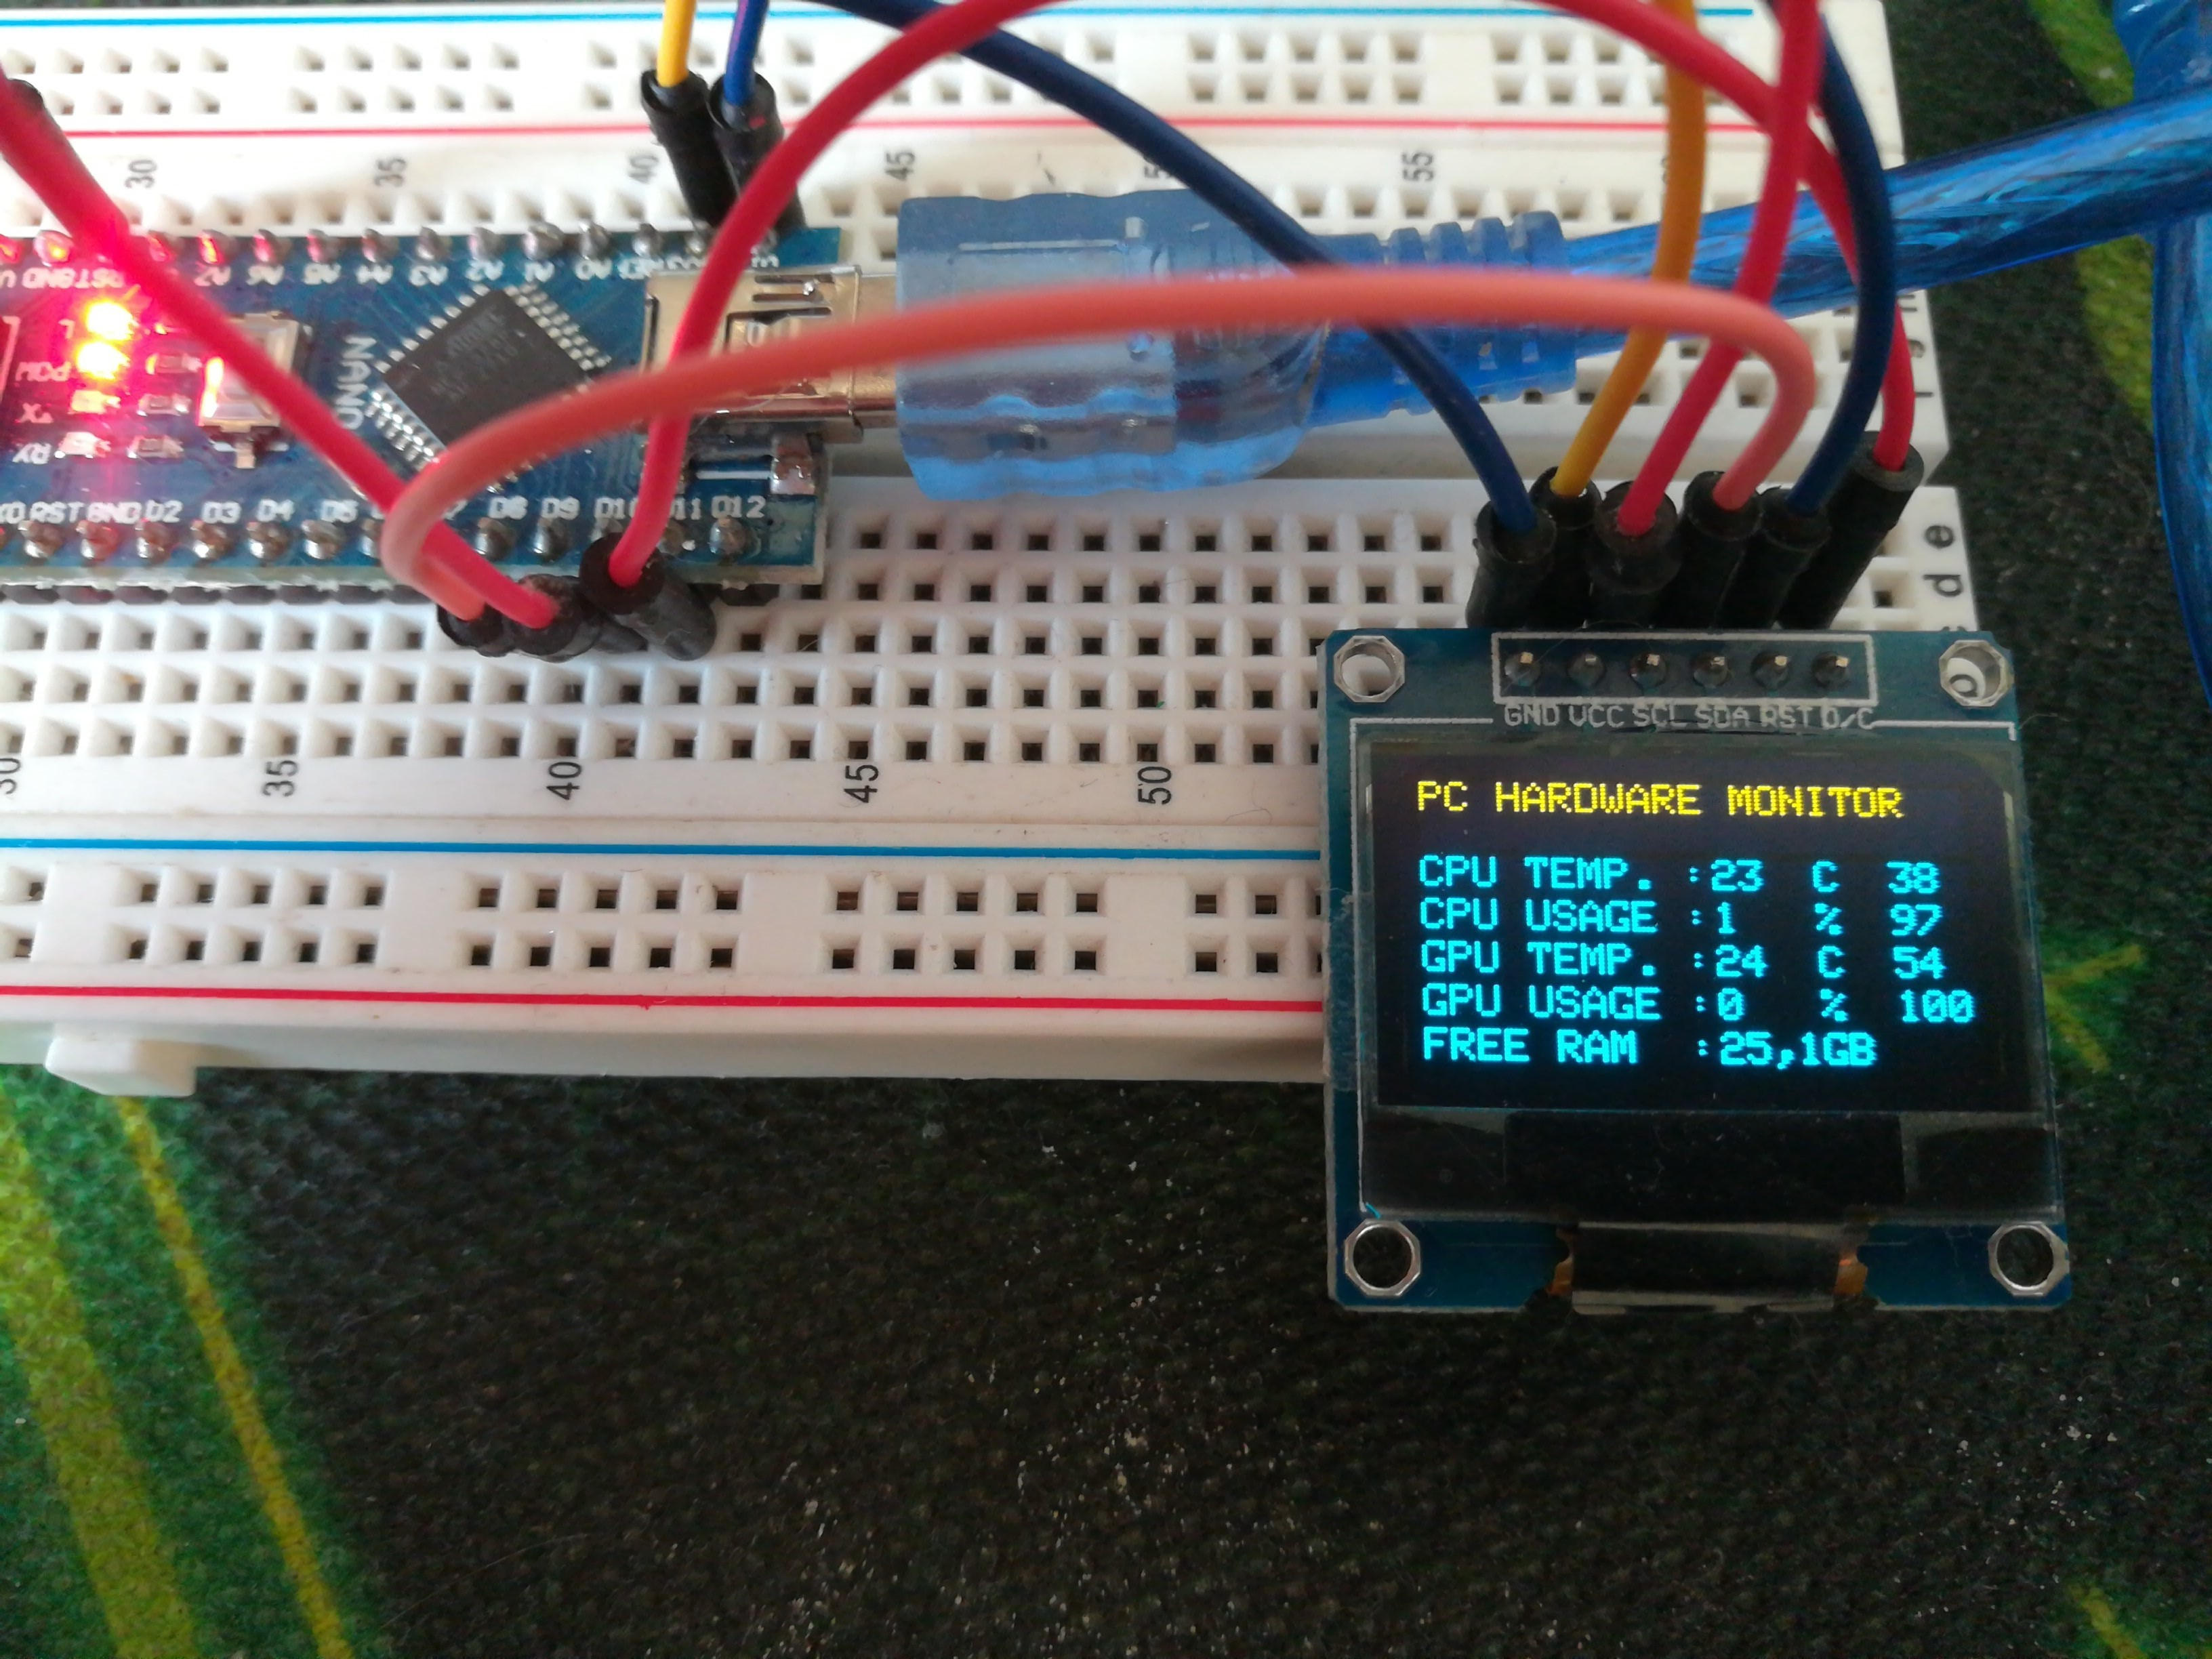 30 35 40 45 55
GND RST A7 A6 A5 A4 A3 A2 A1 A0 REF
L
POW
TX
RX
NANO
RST GND D2 D3 D4 D5 D8 D9 D10 D11 D12
e
d
30 35 40 45 50
GND VCC SCL SDA RST D/C
PC HARDWARE MONITOR
CPU TEMP. :23 C 38
CPU USAGE :1 % 97
GPU TEMP. :24 C 54
GPU USAGE :0 % 100
FREE RAM :25,1GB